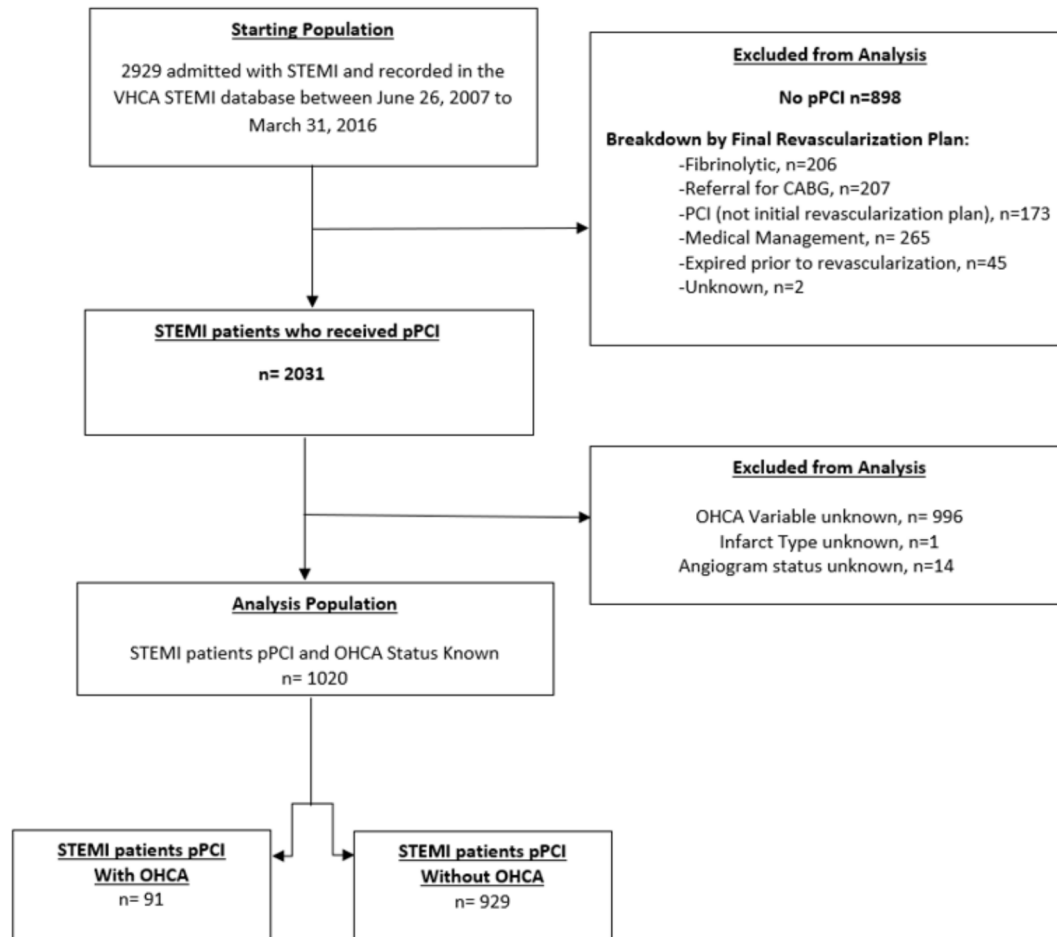 Starting Population
2929 admitted with STEMI and recorded in the
VHCA STEMI database between June 26, 2007 to
March 31, 2016
Excluded from Analysis
No pPCI n=898
Breakdown by Final Revascularization Plan:
-Fibrinolytic, n=206
-Referral for CABG, n=207
-PCI (not initial revascularization plan), n=173
-Medical Management, n= 265
-Expired prior to revascularization, n=45
-Unknown, n=2
STEMI patients who received pPCI
n= 2031
Excluded from Analysis
OHCA Variable unknown, n= 996
Infarct Type unknown, n=1
Angiogram status unknown, n=14
Analysis Population
STEMI patients pPCI and OHCA Status Known
n= 1020
STEMI patients pPCI
With OHCA
n= 91
STEMI patients pPCI
Without OHCA
n= 929